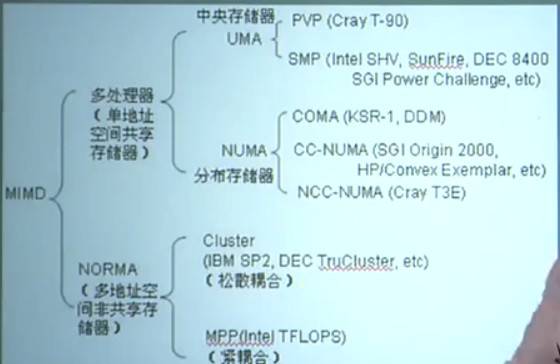 中央存储器
UMA
PVP (Cray T-90)
SMP (Intel SHV, SunFire, DEC 8400
SGI Power Challenge, etc)
多处理器
（单地址
空间共享
存储器）
COMA (KSR-1, DDM)
NUMA
分布存储器
CC-NUMA (SGI Origin 2000,
HP/Convex Exemplar, etc)
NCC-NUMA (Cray T3E)
MIMD
NORMA
（多地址空
间非共享存
储器）
Cluster
(IBM SP2, DEC TruCluster, etc)
（松散耦合）
MPP(Intel TFLOPS)
（紧耦合）